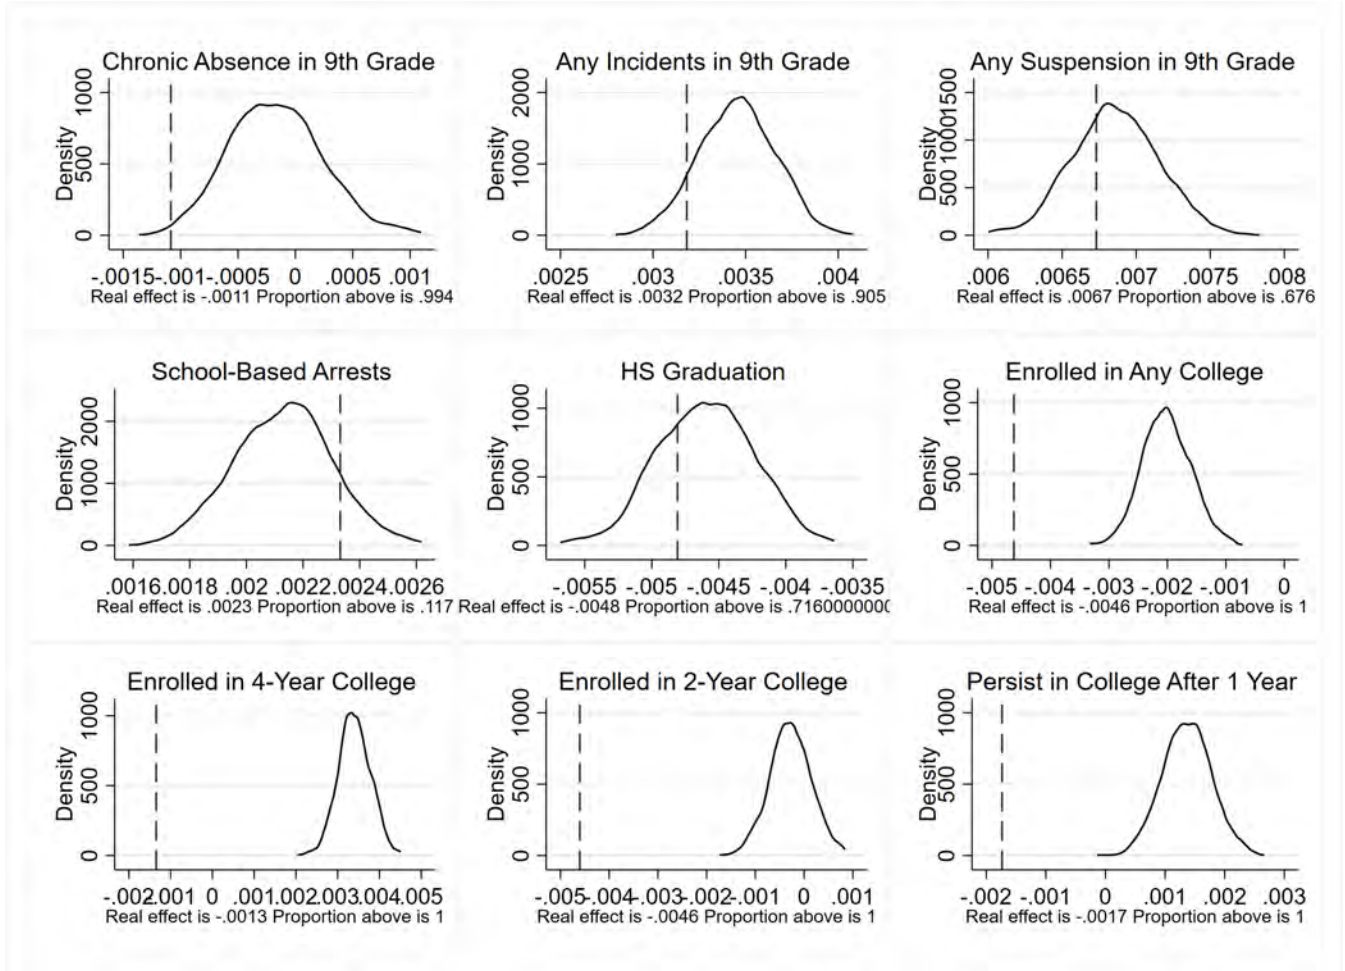 Chronic Absence in 9th Grade
Density
0 500 1000
-.0015 -.001 -.0005 0 .0005 .001
Real effect is -.0011 Proportion above is .994
Any Incidents in 9th Grade
Density
0 1000 2000
.0025 .003 .0035 .004
Real effect is .0032 Proportion above is .905
Any Suspension in 9th Grade
Density
0 500 1000 1500
.006 .0065 .007 .0075 .008
Real effect is .0067 Proportion above is .676
School-Based Arrests
Density
0 1000 2000
.0016 .0018 .002 .0022 .0024 .0026
Real effect is .0023 Proportion above is .117
HS Graduation
Density
0 500 1000
-.0055 -.005 -.0045 -.004 -.0035
Real effect is -.0048 Proportion above is .7160000000
Enrolled in Any College
Density
0 500 1000
-.005 -.004 -.003 -.002 -.001 0
Real effect is -.0046 Proportion above is 1
Enrolled in 4-Year College
Density
0 500 1000
-.002 -.001 0 .001 .002 .003 .004 .005
Real effect is -.0013 Proportion above is 1
Enrolled in 2-Year College
Density
0 500 1000
-.005 -.004 -.003 -.002 -.001 0 .001
Real effect is -.0046 Proportion above is 1
Persist in College After 1 Year
Density
0 500 1000
-.002 -.001 0 .001 .002 .003
Real effect is -.0017 Proportion above is 1